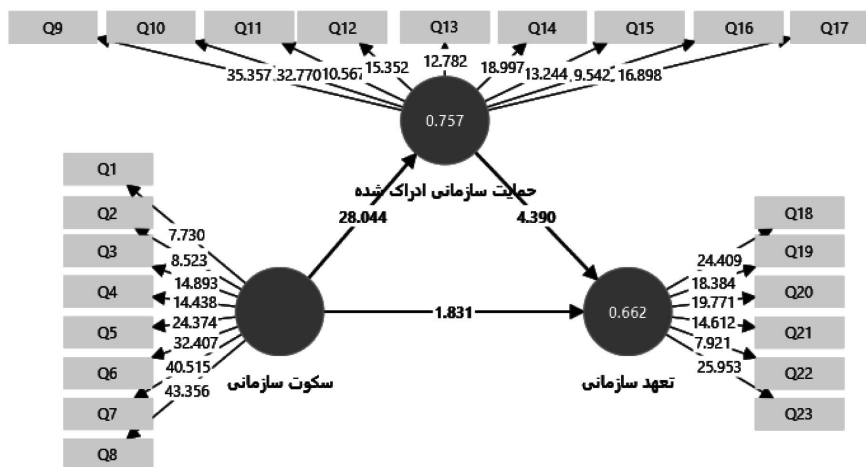 Q9 Q10 Q11 Q12 Q13 Q14 Q15 Q16 Q17
35.357 32.770 10.567 15.352 12.782 18.997 13.244 9.542 16.898
0.757
حمایت سازمانی ادراک شده
Q1
Q2
Q3
Q4
Q5
Q6
Q7
Q8
7.730
8.523
14.893
14.438
24.374
32.407
40.515
43.356
28.044
4.390
1.831
سکوت سازمانی
0.662
تعهد سازمانی
24.409
18.384
19.771
14.612
7.921
25.953
Q18
Q19
Q20
Q21
Q22
Q23